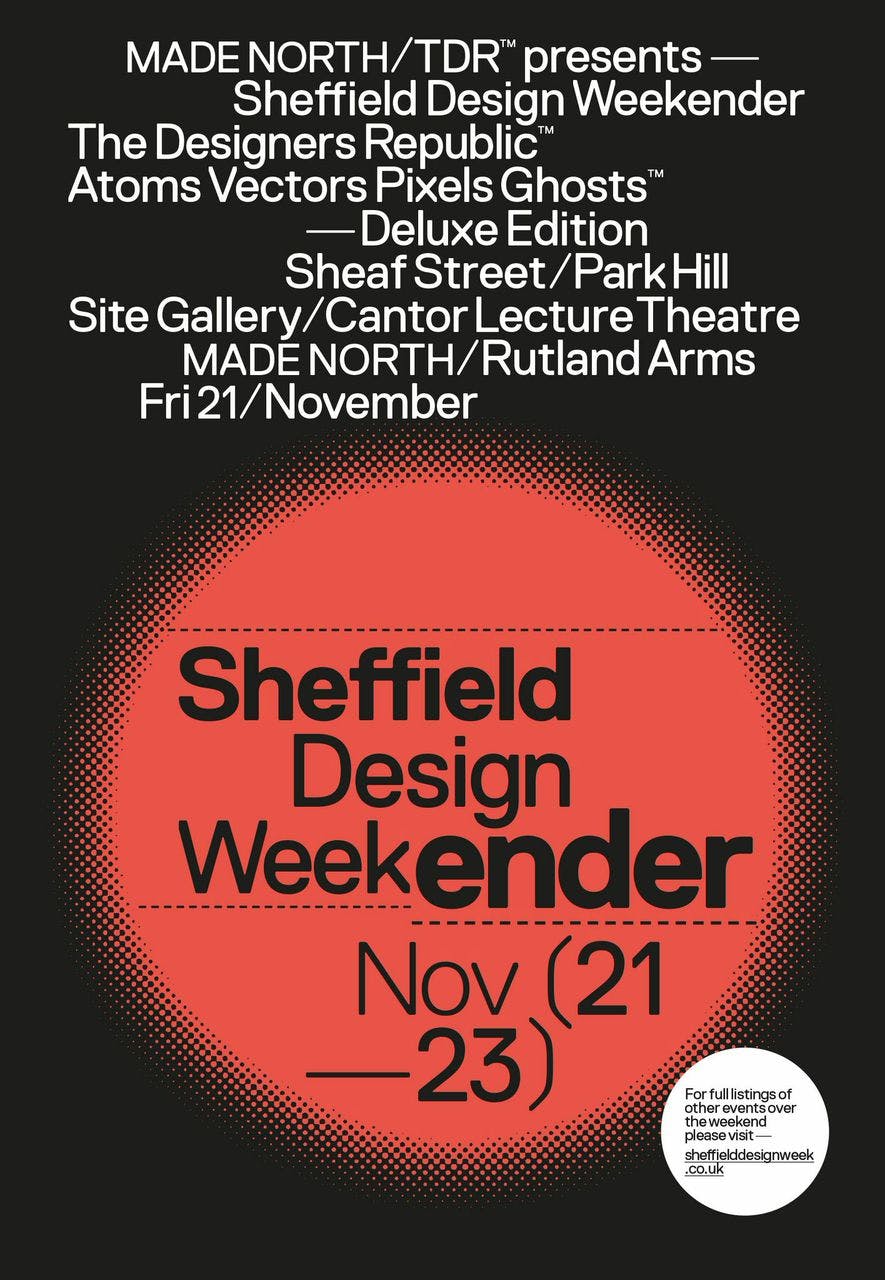 MADE NORTH/TDR™ presents —
Sheffield Design Weekender
The Designers Republic™
Atoms Vectors Pixels Ghosts™
— Deluxe Edition
Sheaf Street/Park Hill
Site Gallery/Cantor Lecture Theatre
MADE NORTH/Rutland Arms
Fri 21/November
Sheffield
Design
Weekender
Nov (21
—23)
For full listings of
other events over
the weekend
please visit —
sheffielddesignweek
.co.uk